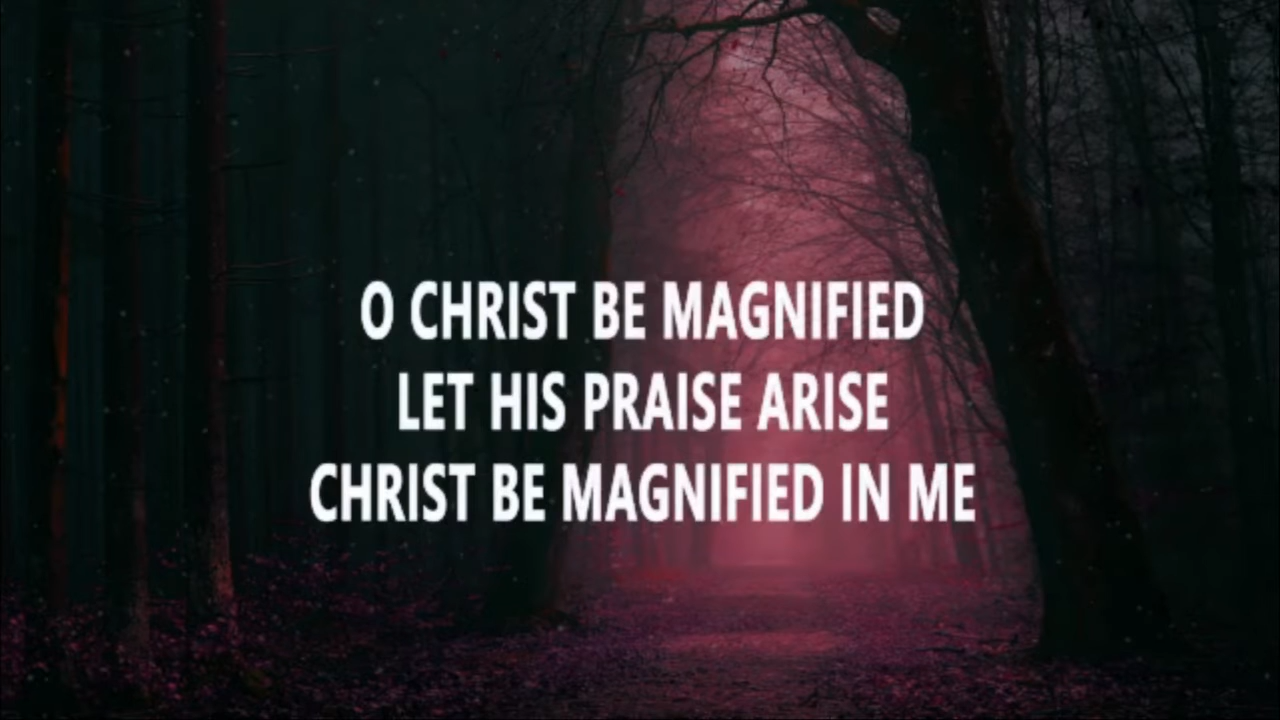 O CHRIST BE MAGNIFIED
LET HIS PRAISE ARISE
CHRIST BE MAGNIFIED IN ME